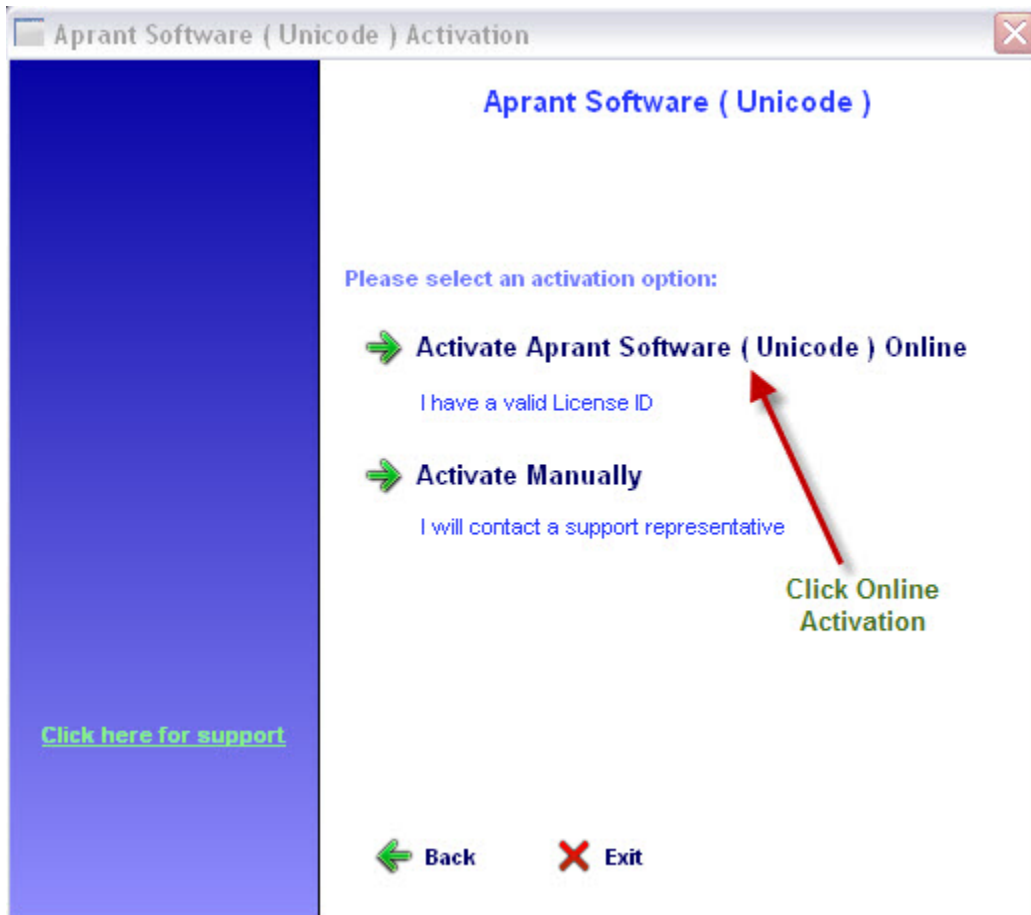 Aprant Software ( Unicode ) Activation
Aprant Software ( Unicode )
Please select an activation option:
Activate Aprant Software ( Unicode ) Online
I have a valid License ID
Activate Manually
I will contact a support representative
Click Online
Activation
Click here for support
Back
Exit